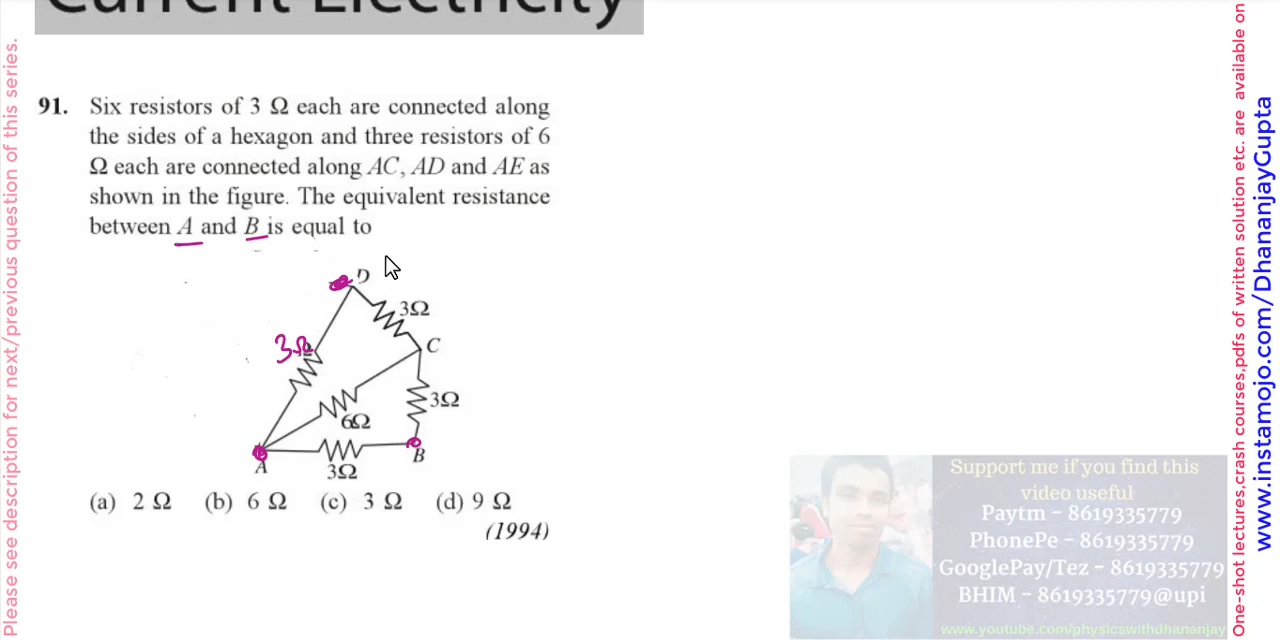 Current Electricity
91. Six resistors of 3 Ω each are connected along
the sides of a hexagon and three resistors of 6
Ω each are connected along AC, AD and AE as
shown in the figure. The equivalent resistance
between A and B is equal to
D
3Ω
3Ω
C
3Ω
6Ω
A
B
3Ω
(a) 2 Ω (b) 6 Ω (c) 3 Ω (d) 9 Ω
(1994)
Please see description for next/previous question of this series.
Support me if you find this
video useful
Paytm - 8619335779
PhonePe - 8619335779
GooglePay/Tez - 8619335779
BHIM - 8619335779@upi
www.youtube.com/physicswithdhananjay
One-shot lectures,crash courses,pdfs of written solution etc. are available on
www.instamojo.com/DhananjayGupta